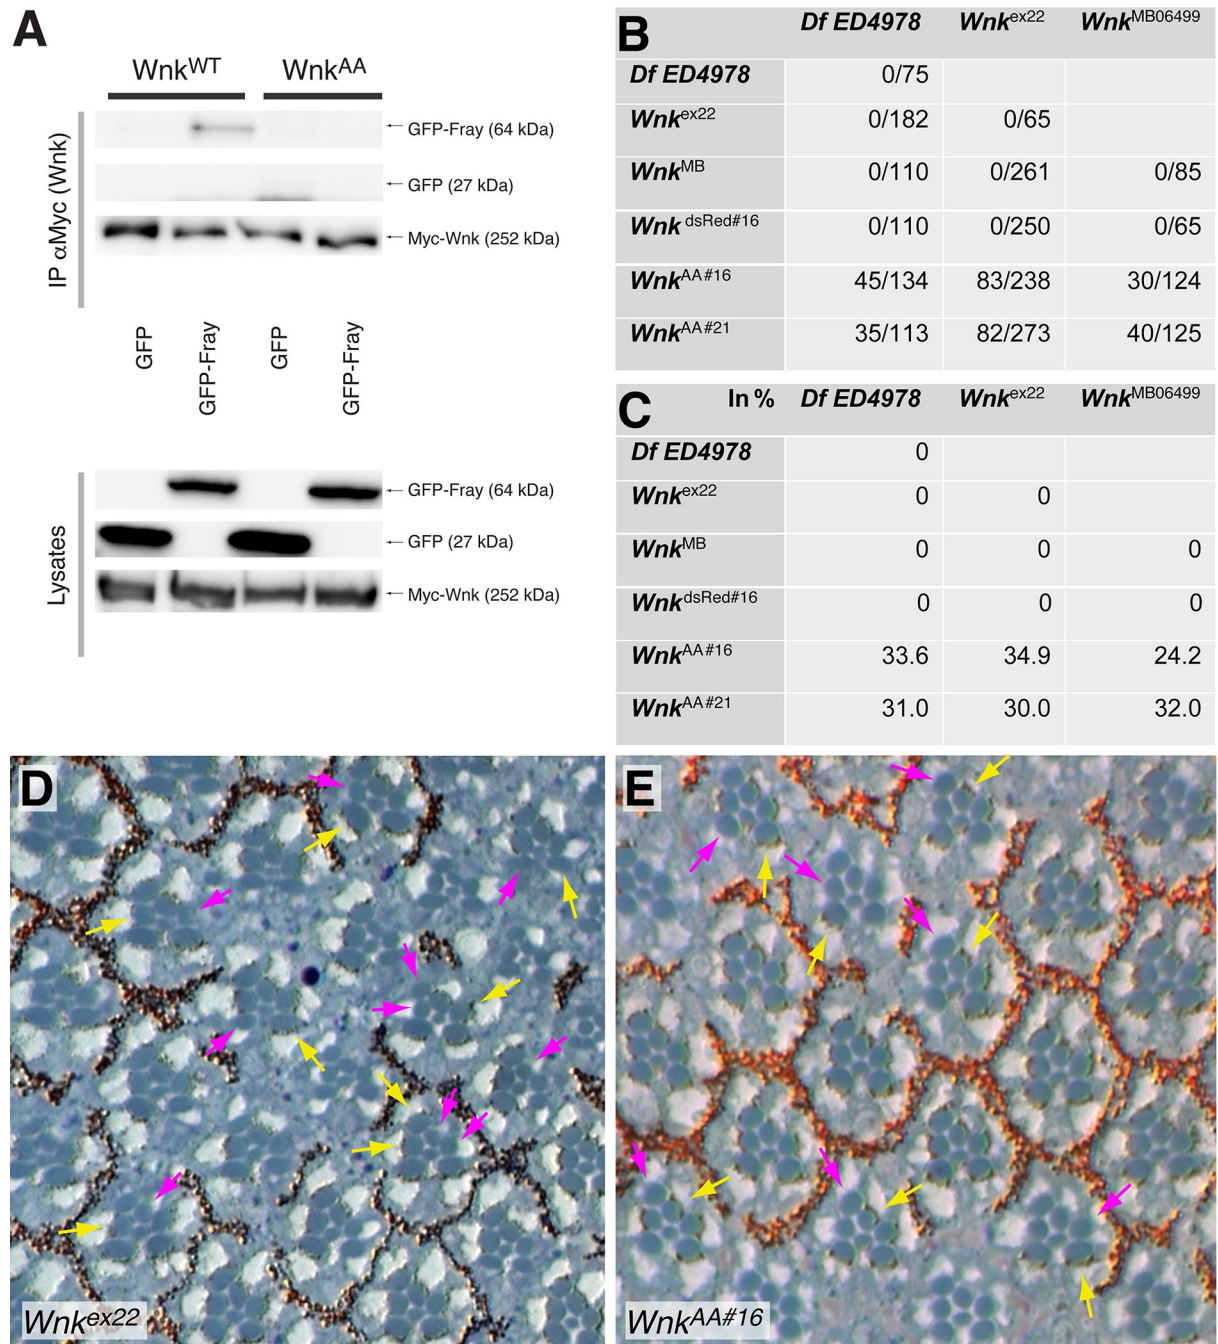 A
Wnk^WT Wnk^AA
IP αMyc (Wnk)
GFP-Fray (64 kDa)
GFP (27 kDa)
Myc-Wnk (252 kDa)
GFP GFP-Fray GFP GFP-Fray
Lysates
GFP-Fray (64 kDa)
GFP (27 kDa)
Myc-Wnk (252 kDa)
B Df ED4978 Wnk^ex22 Wnk^MB06499
Df ED4978 0/75
Wnk^ex22 0/182 0/65
Wnk^MB 0/110 0/261 0/85
Wnk^dsRed#16 0/110 0/250 0/65
Wnk^AA#16 45/134 83/238 30/124
Wnk^AA#21 35/113 82/273 40/125
C In % Df ED4978 Wnk^ex22 Wnk^MB06499
Df ED4978 0
Wnk^ex22 0 0
Wnk^MB 0 0 0
Wnk^dsRed#16 0 0 0
Wnk^AA#16 33.6 34.9 24.2
Wnk^AA#21 31.0 30.0 32.0
D
Wnk^ex22
E
Wnk^AA#16